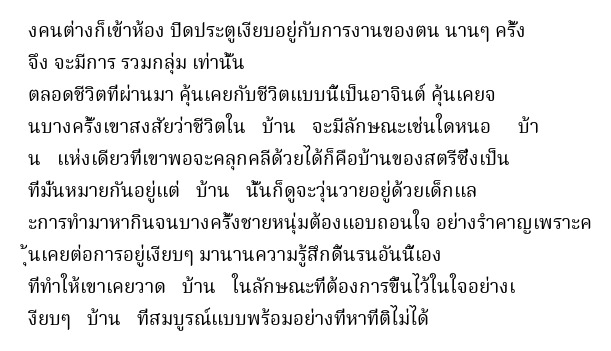 งคนต่างก็เข้าห้อง ปิดประตูเงียบอยู่กับการงานของตน นานๆ ครั้ง
จึง จะมีการ รวมกลุ่ม เท่านั้น
ตลอดชีวิตที่ผ่านมา คุ้นเคยกับชีวิตแบบนี้เป็นอาจินต์ คุ้นเคยจ
นบางครั้งเขาสงสัยว่าชีวิตใน บ้าน จะมีลักษณะเช่นใดหนอ บ้า
น แห่งเดียวที่เขาพอจะคลุกคลีด้วยได้ก็คือบ้านของสตรีซึ่งเป็น
ที่มั่นหมายกันอยู่แต่ บ้าน นั้นก็ดูจะวุ่นวายอยู่ด้วยเด็กแล
ะการทำมาหากินจนบางครั้งชายหนุ่มต้องแอบถอนใจ อย่างรำคาญเพราะค
ุ้นเคยต่อการอยู่เงียบๆ มานานความรู้สึกดิ้นรนอันนี้เอง
ที่ทำให้เขาเคยวาด บ้าน ในลักษณะที่ต้องการขึ้นไว้ในใจอย่างเ
งียบๆ บ้าน ที่สมบูรณ์แบบพร้อมอย่างที่หาที่ติไม่ได้